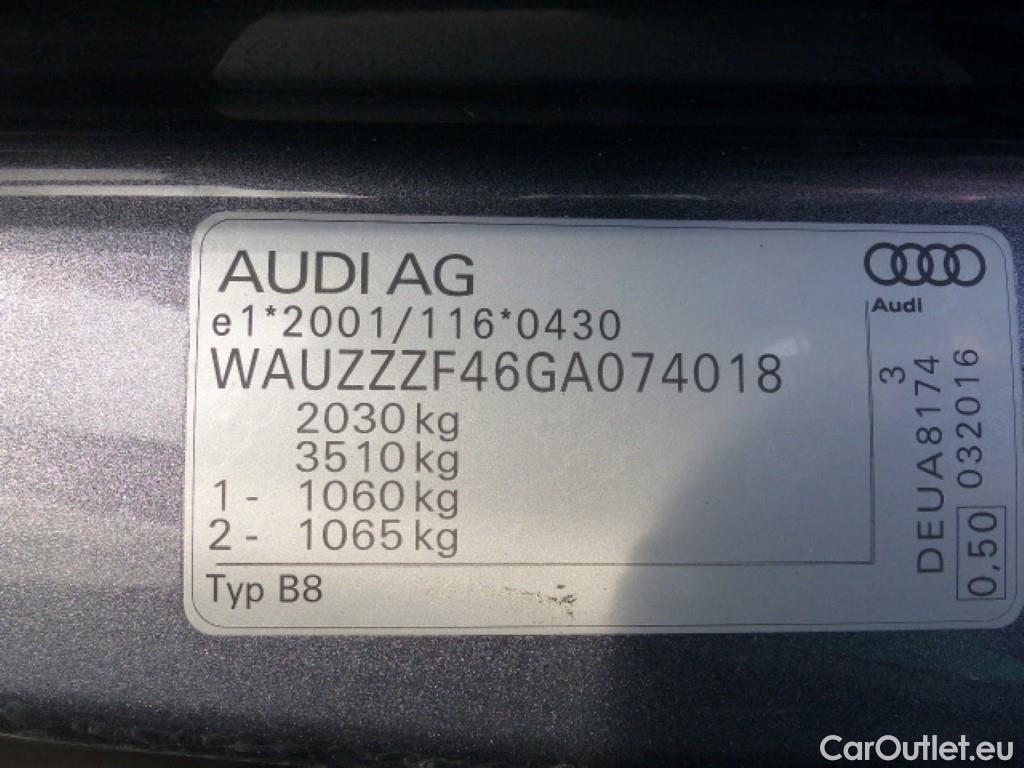 AUDI AG
Audi
e1*2001/116*0430
WAUZZZF46GA074018
2030 kg
3510 kg
1 - 1060 kg
2 - 1065 kg
Typ B8
3
DEUA8174
0,50 032016
CarOutlet.eu